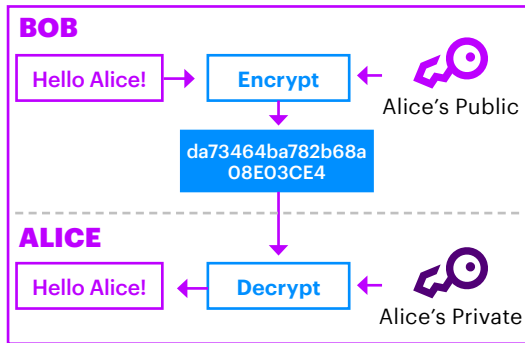 BOB
Hello Alice!
Encrypt
Alice's Public
da73464ba782b68a
08E03CE4
ALICE
Hello Alice!
Decrypt
Alice's Private